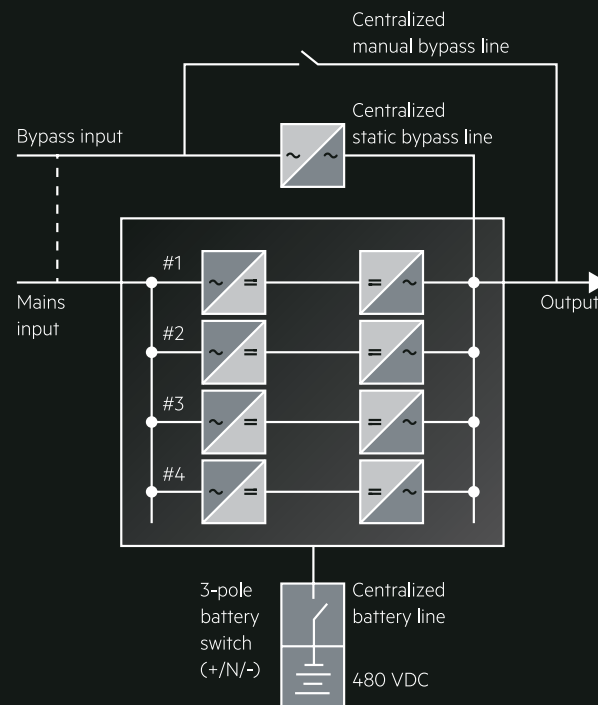 Centralized
manual bypass line
Centralized
static bypass line
Bypass input
~ ~
#1
~ = = ~
Mains
input
Output
#2
~ = = ~
#3
~ = = ~
#4
~ = = ~
3-pole
battery
switch
(+/N/-)
Centralized
battery line
480 VDC